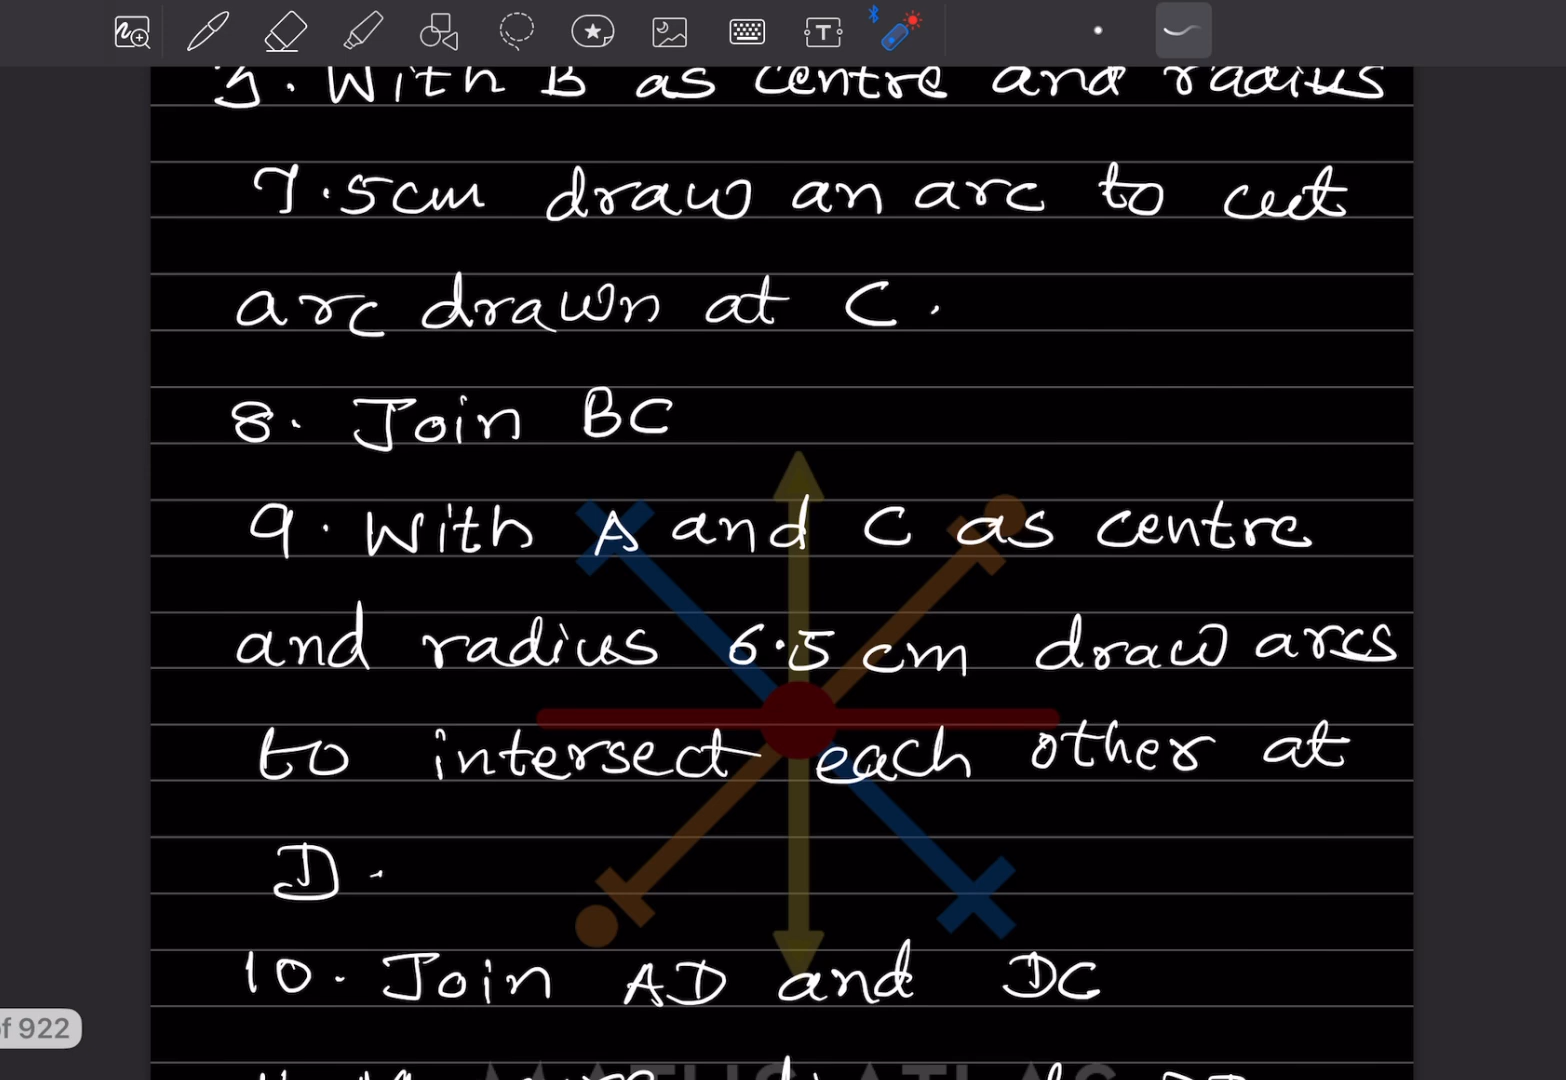 7. With B as centre and radius
7.5cm draw an arc to cut
arc drawn at C.
8. Join BC
9. With A and C as centre
and radius 6.5 cm draw arcs
to intersect each other at
D.
10. Join AD and DC
of 922